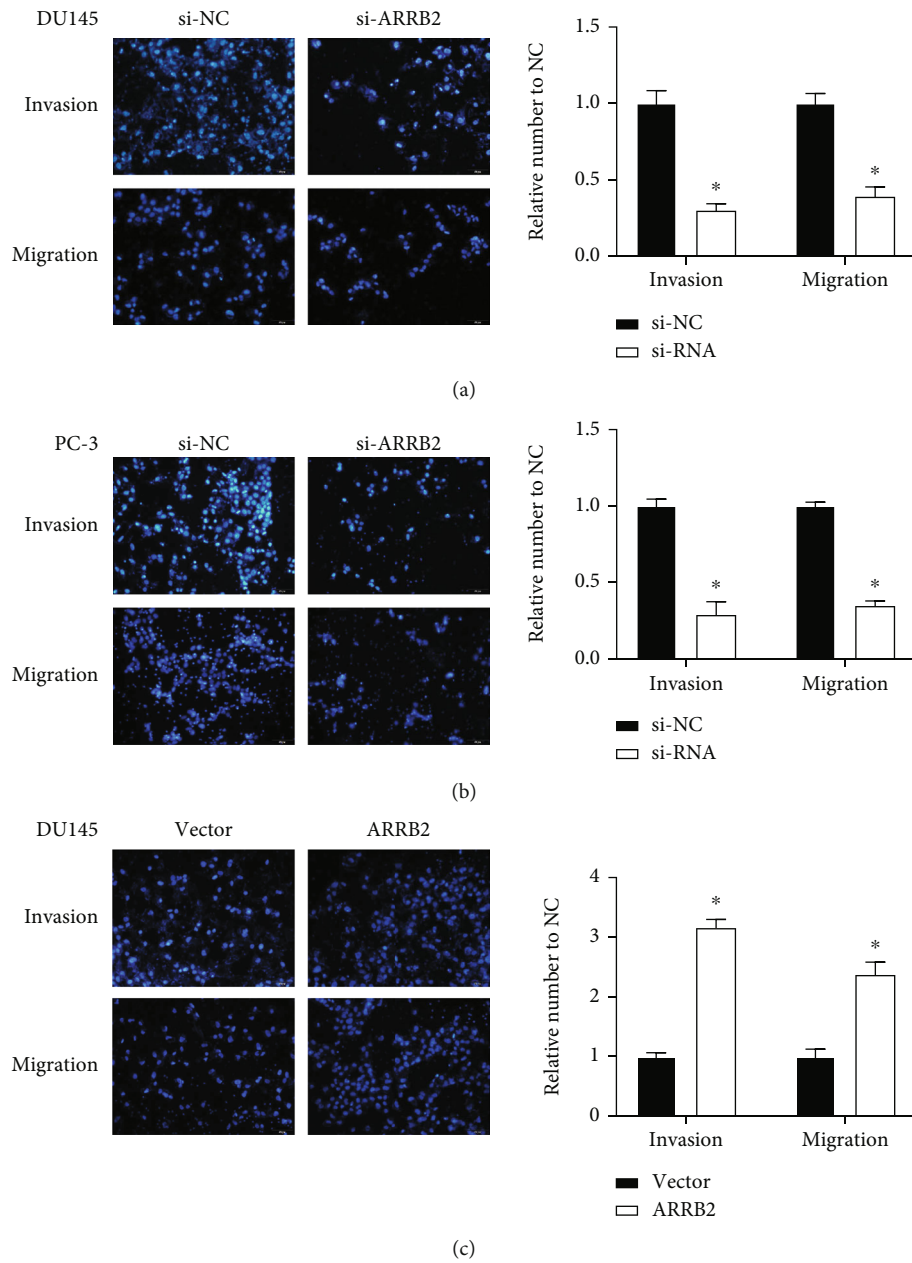 DU145 si-NC si-ARRB2
Invasion
Migration
Relative number to NC
1.5
1.0
0.5
0.0
* *
Invasion Migration
si-NC
si-RNA
(a)
PC-3 si-NC si-ARRB2
Invasion
Migration
Relative number to NC
1.5
1.0
0.5
0.0
* *
Invasion Migration
si-NC
si-RNA
(b)
DU145 Vector ARRB2
Invasion
Migration
Relative number to NC
4
3
2
1
0
* *
Invasion Migration
Vector
ARRB2
(c)